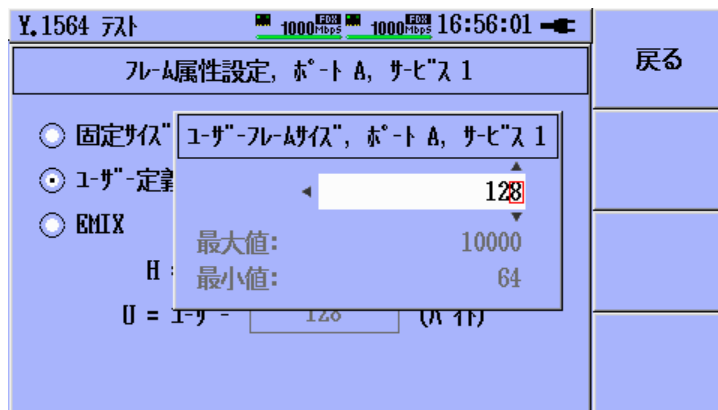 Y.1564 ﾃｽﾄ
1000 FDX Mbps 1000 FDX Mbps 16:56:01
戻る
ﾌﾚｰﾑ属性設定, ﾎﾟｰﾄ A, ｻｰﾋﾞｽ 1
固定ｻｲｽﾞ
ﾕｰｻﾞｰﾌﾚｰﾑｻｲｽﾞ, ﾎﾟｰﾄ A, ｻｰﾋﾞｽ 1
ﾕｰｻﾞｰ定義
128
EMIX
最大値: 10000
H =
最小値: 64
U = ﾕｰｻﾞｰ 128 (ﾊﾞｲﾄ)